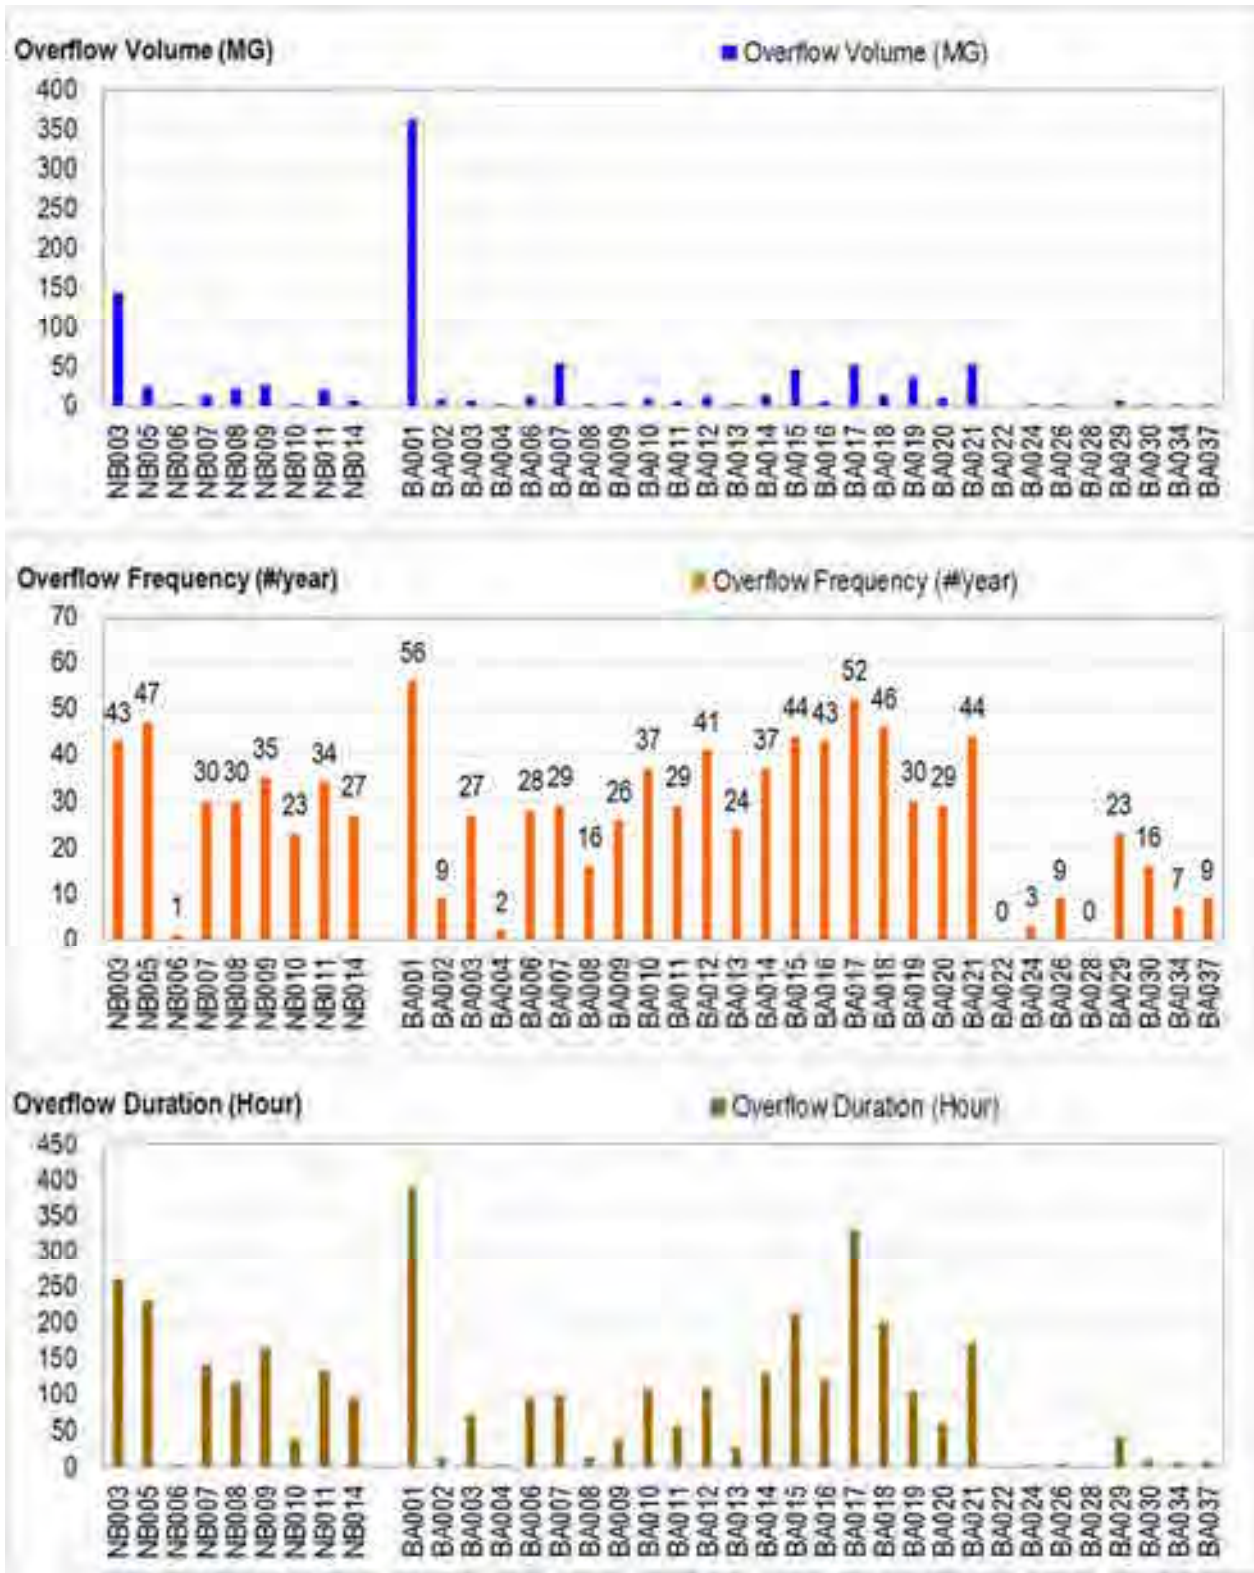 Overflow Volume (MG)
Overflow Volume (MG)
400
350
300
250
200
150
100
50
0
NB003 NB005 NB006 NB007 NB008 NB009 NB010 NB011 NB014 BA001 BA002 BA003 BA004 BA006 BA007 BA008 BA009 BA010 BA011 BA012 BA013 BA014 BA015 BA016 BA017 BA018 BA019 BA020 BA021 BA022 BA024 BA026 BA028 BA029 BA030 BA034 BA037
Overflow Frequency (#/year)
Overflow Frequency (#/year)
70
60
50
40
30
20
10
0
43 47 1 30 30 35 23 34 27 56 9 27 2 28 29 16 26 37 29 41 24 37 44 43 52 46 30 29 44 0 3 9 0 23 16 7 9
NB003 NB005 NB006 NB007 NB008 NB009 NB010 NB011 NB014 BA001 BA002 BA003 BA004 BA006 BA007 BA008 BA009 BA010 BA011 BA012 BA013 BA014 BA015 BA016 BA017 BA018 BA019 BA020 BA021 BA022 BA024 BA026 BA028 BA029 BA030 BA034 BA037
Overflow Duration (Hour)
Overflow Duration (Hour)
450
400
350
300
250
200
150
100
50
0
NB003 NB005 NB006 NB007 NB008 NB009 NB010 NB011 NB014 BA001 BA002 BA003 BA004 BA006 BA007 BA008 BA009 BA010 BA011 BA012 BA013 BA014 BA015 BA016 BA017 BA018 BA019 BA020 BA021 BA022 BA024 BA026 BA028 BA029 BA030 BA034 BA037